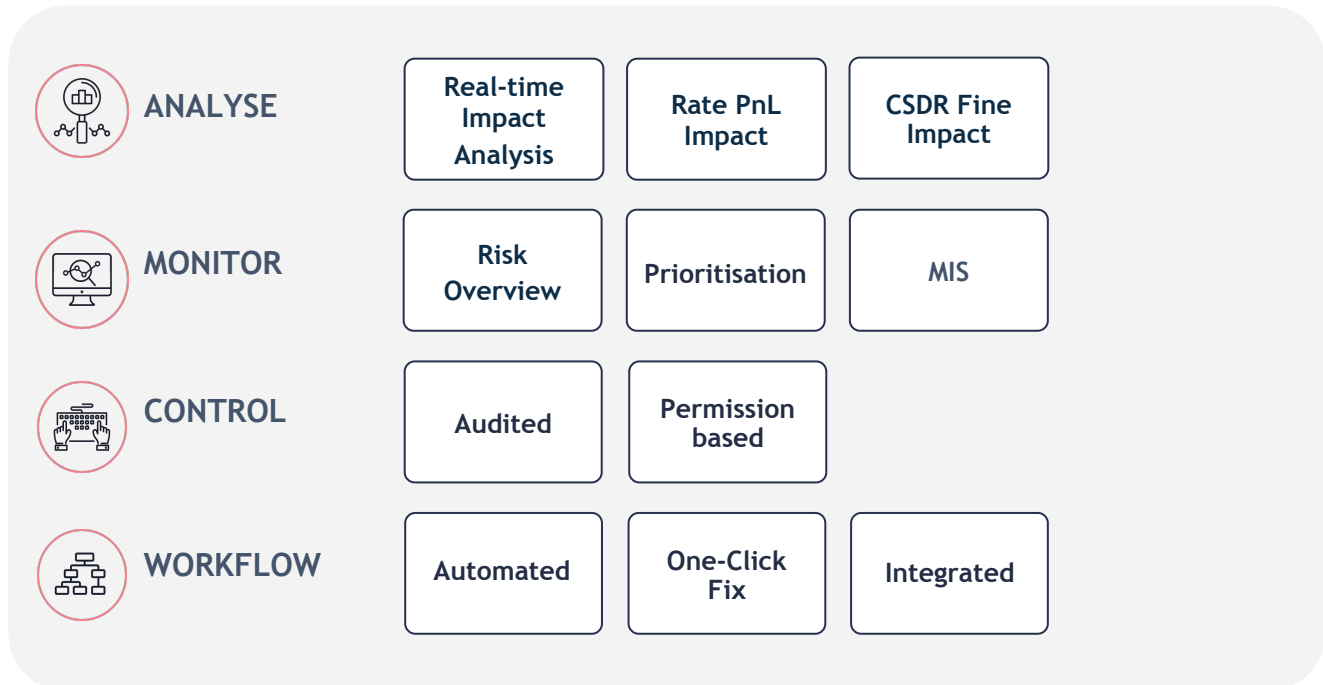 ANALYSE
Real-time
Impact
Analysis
Rate PnL
Impact
CSDR Fine
Impact
MONITOR
Risk
Overview
Prioritisation
MIS
CONTROL
Audited
Permission
based
WORKFLOW
Automated
One-Click
Fix
Integrated